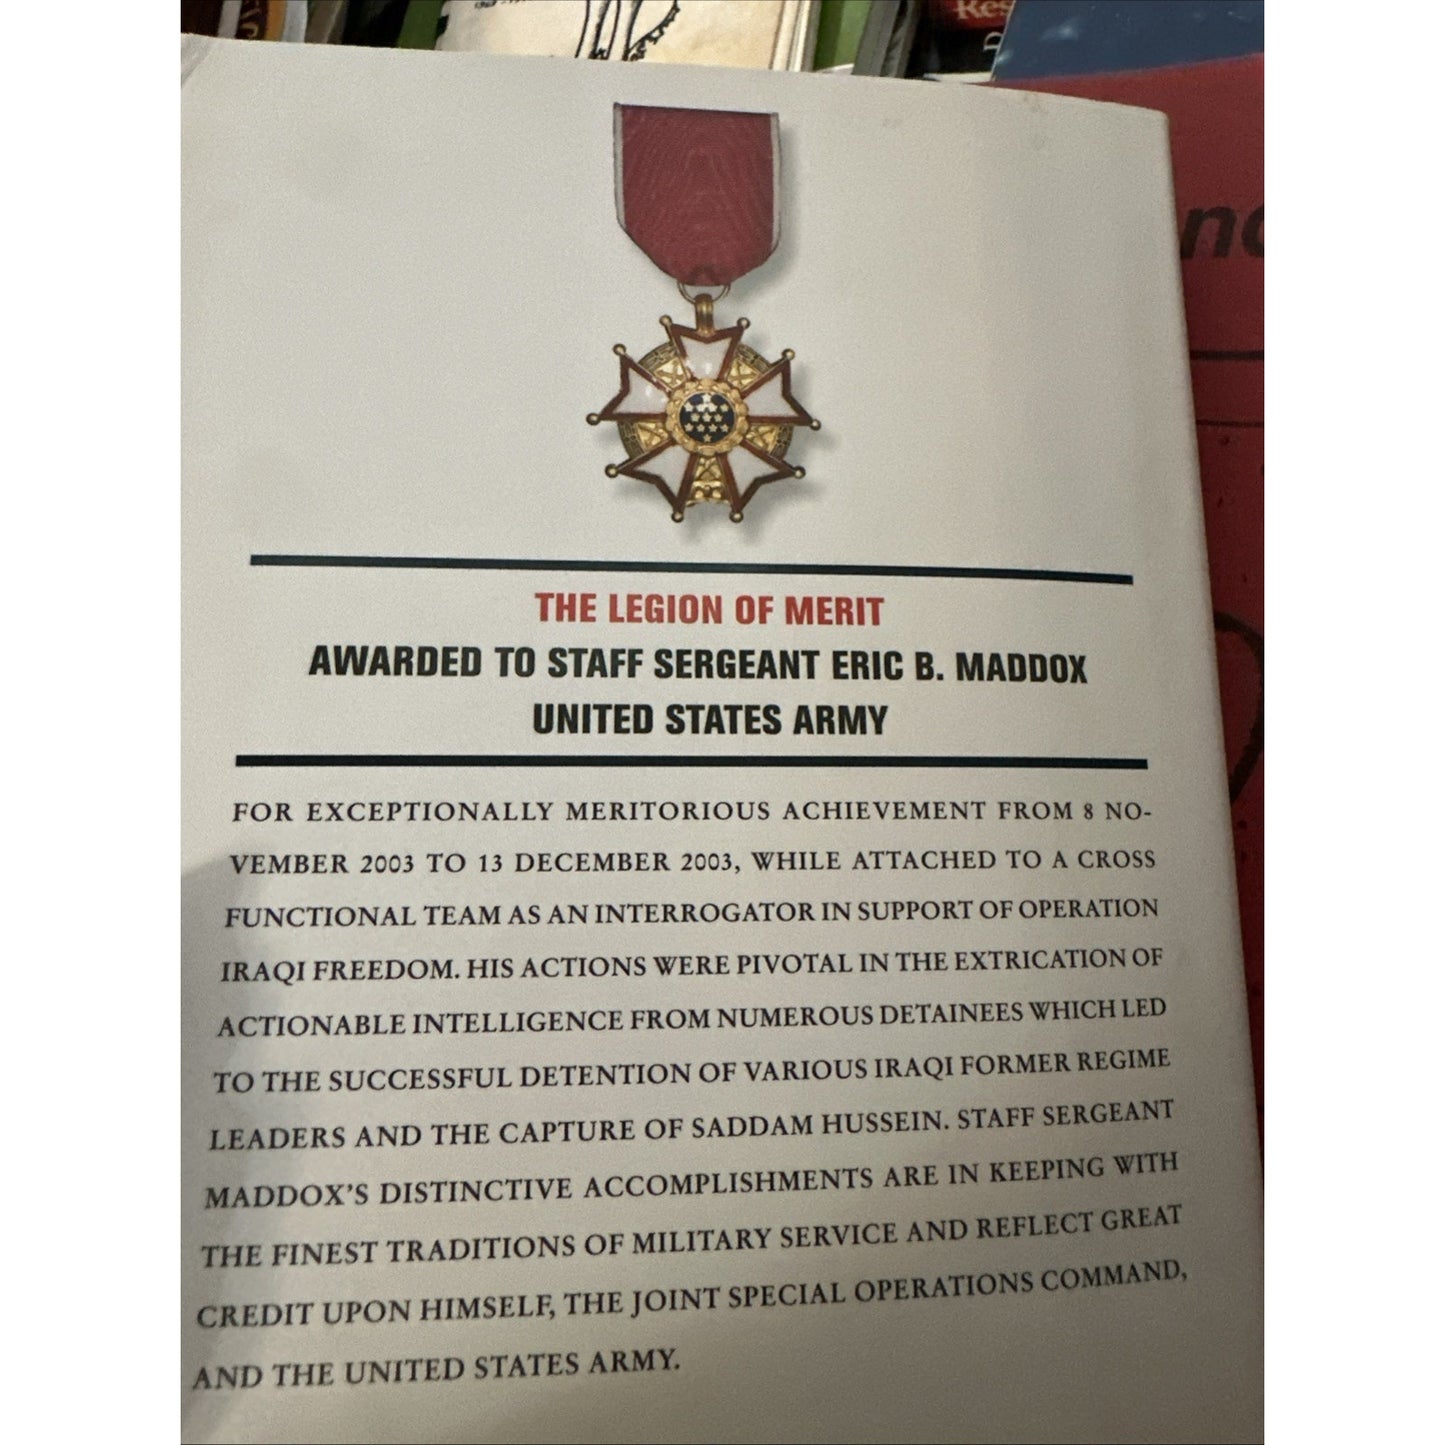 Res
THE LEGION OF MERIT
AWARDED TO STAFF SERGEANT ERIC B. MADDOX
UNITED STATES ARMY
FOR EXCEPTIONALLY MERITORIOUS ACHIEVEMENT FROM 8 NO-
VEMBER 2003 TO 13 DECEMBER 2003, WHILE ATTACHED TO A CROSS
FUNCTIONAL TEAM AS AN INTERROGATOR IN SUPPORT OF OPERATION
IRAQI FREEDOM. HIS ACTIONS WERE PIVOTAL IN THE EXTRICATION OF
ACTIONABLE INTELLIGENCE FROM NUMEROUS DETAINEES WHICH LED
TO THE SUCCESSFUL DETENTION OF VARIOUS IRAQI FORMER REGIME
LEADERS AND THE CAPTURE OF SADDAM HUSSEIN. STAFF SERGEANT
MADDOX'S DISTINCTIVE ACCOMPLISHMENTS ARE IN KEEPING WITH
THE FINEST TRADITIONS OF MILITARY SERVICE AND REFLECT GREAT
CREDIT UPON HIMSELF, THE JOINT SPECIAL OPERATIONS COMMAND,
AND THE UNITED STATES ARMY.